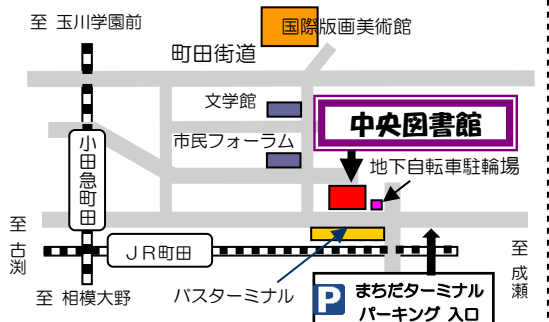 至 玉川学園前
国際版画美術館
町田街道
文学館
中央図書館
市民フォーラム
地下自転車駐輪場
小田急町田
至 古渕
JR町田
至 成瀬
至 相模大野
バスターミナル
P まちだターミナル
パーキング 入口